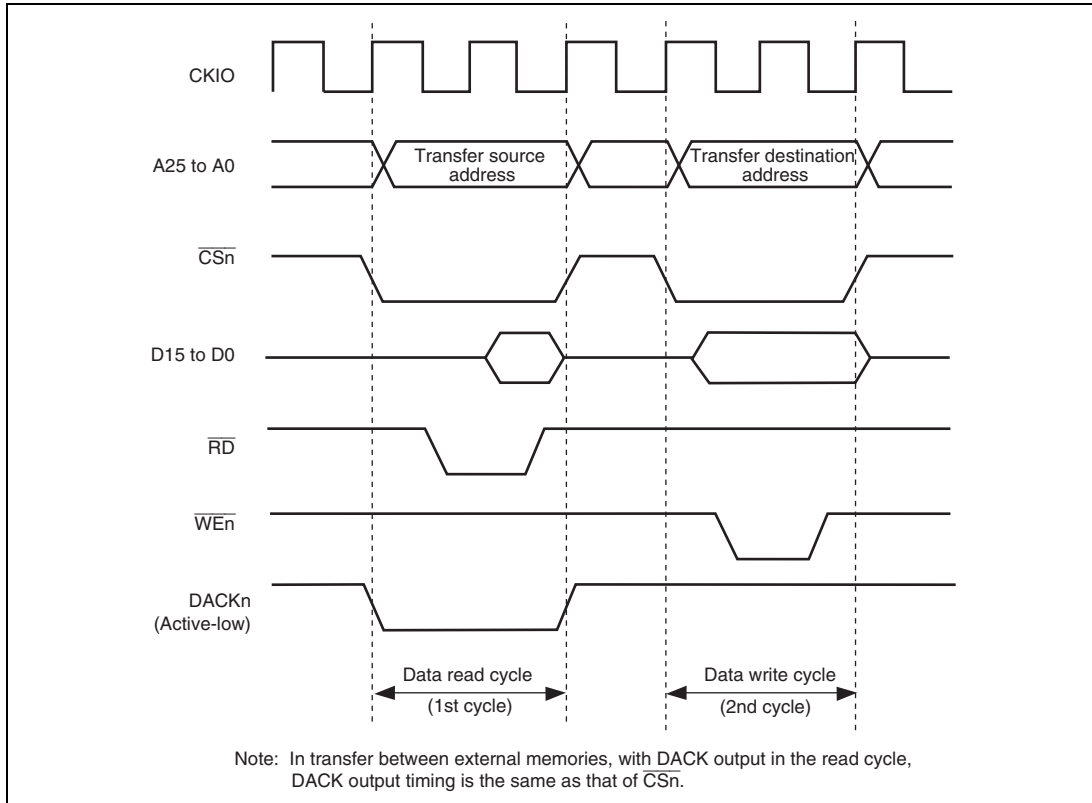 CKIO
A25 to A0
Transfer source
address
Transfer destination
address
CSn
D15 to D0
RD
WEn
DACKn
(Active-low)
Data read cycle
(1st cycle)
Data write cycle
(2nd cycle)
Note: In transfer between external memories, with DACK output in the read cycle,
DACK output timing is the same as that of CSn.